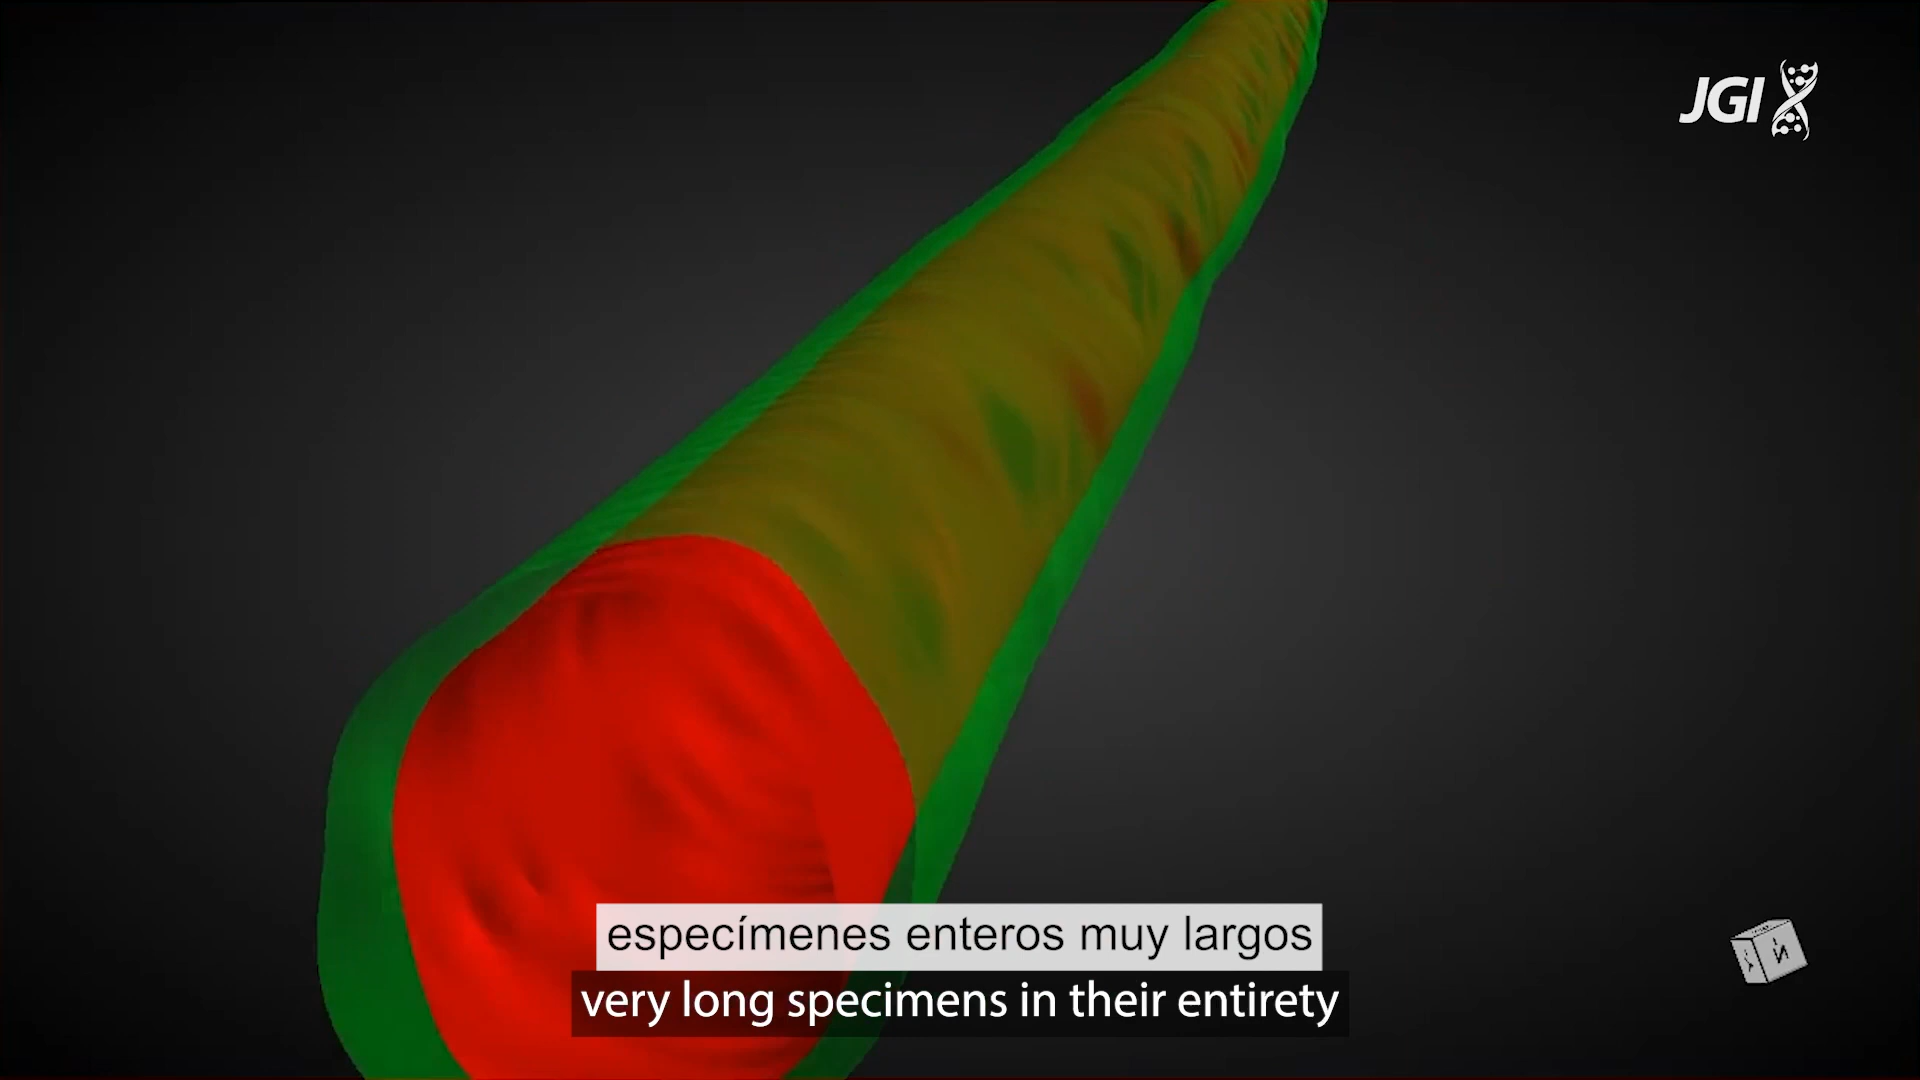 JGI
especímenes enteros muy largos
very long specimens in their entirety